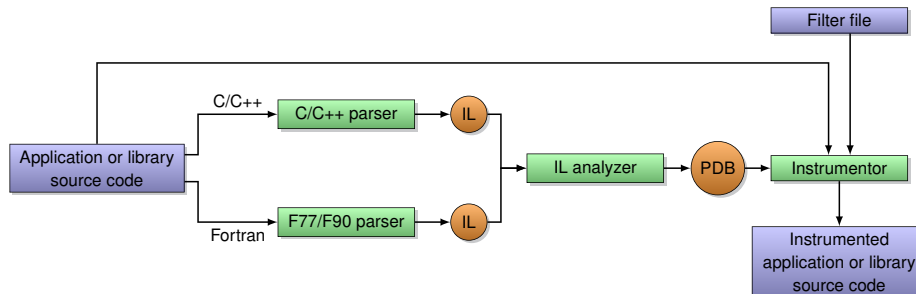 Filter file
C/C++
C/C++ parser
IL
Application or library
source code
IL analyzer
PDB
Instrumentor
Fortran
F77/F90 parser
IL
Instrumented
application or library
source code